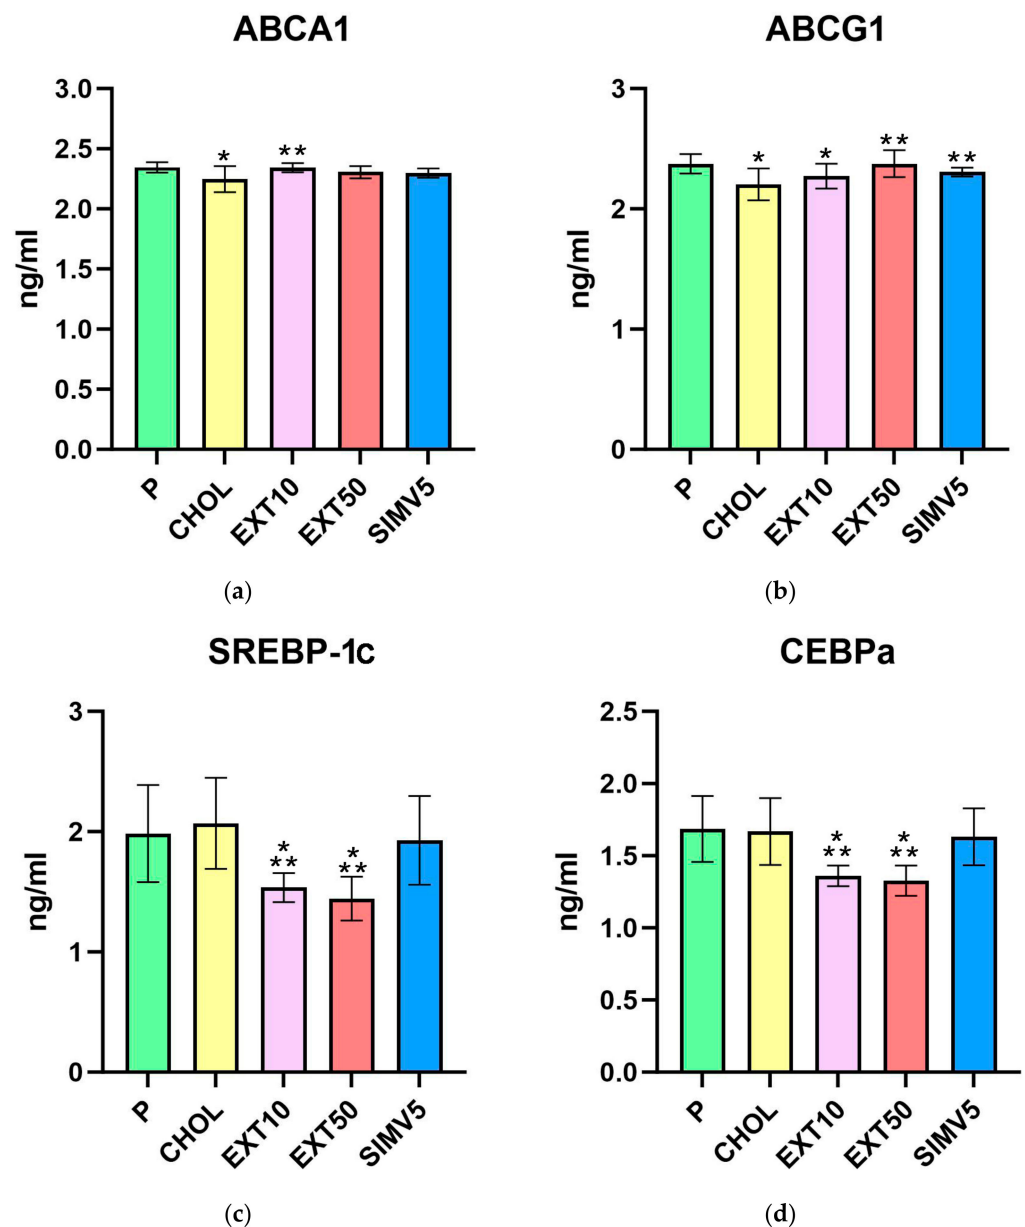 ABCA1
3.0
2.5
2.0
1.5
1.0
0.5
0.0
ng/ml
*
**
P
CHOL
EXT10
EXT50
SIMV5
(a)
ABCG1
3
2
1
0
ng/ml
*
*
**
**
P
CHOL
EXT10
EXT50
SIMV5
(b)
SREBP-1c
3
2
1
0
ng/ml
*
**
*
**
P
CHOL
EXT10
EXT50
SIMV5
(c)
CEBPa
2.5
2.0
1.5
1.0
0.5
0.0
ng/ml
*
**
*
**
P
CHOL
EXT10
EXT50
SIMV5
(d)